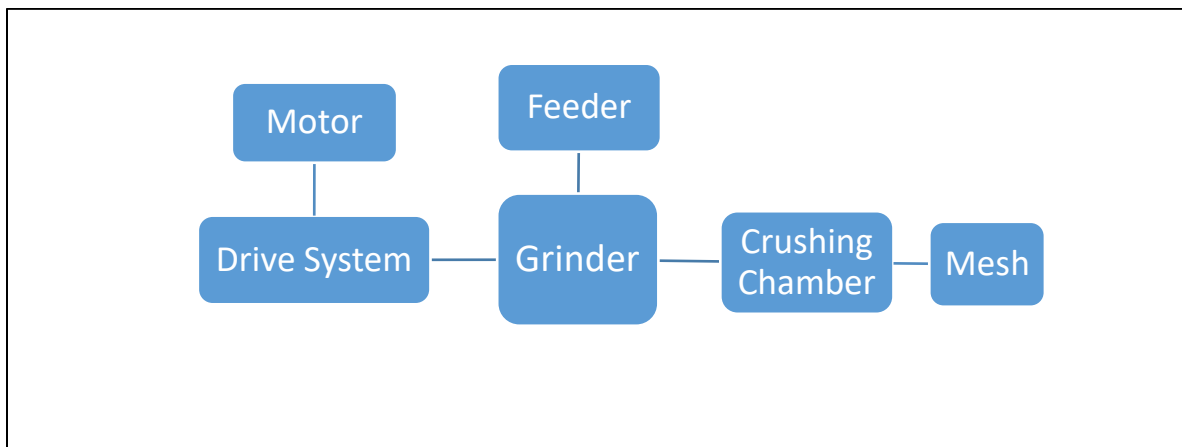 Motor
Feeder
Drive System
Grinder
Crushing
Chamber
Mesh